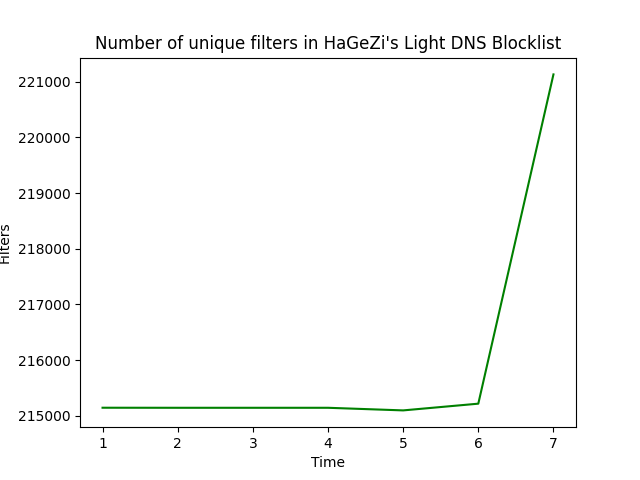 Number of unique filters in HaGeZi's Light DNS Blocklist
221000
220000
219000
218000
217000
216000
215000
Filters
1 2 3 4 5 6 7
Time